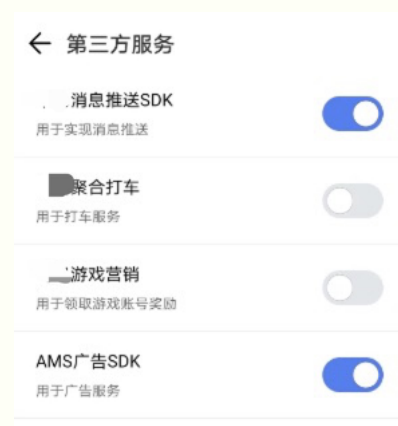 第三方服务
消息推送SDK
用于实现消息推送
聚合打车
用于打车服务
游戏营销
用于领取游戏账号奖励
AMS广告SDK
用于广告服务